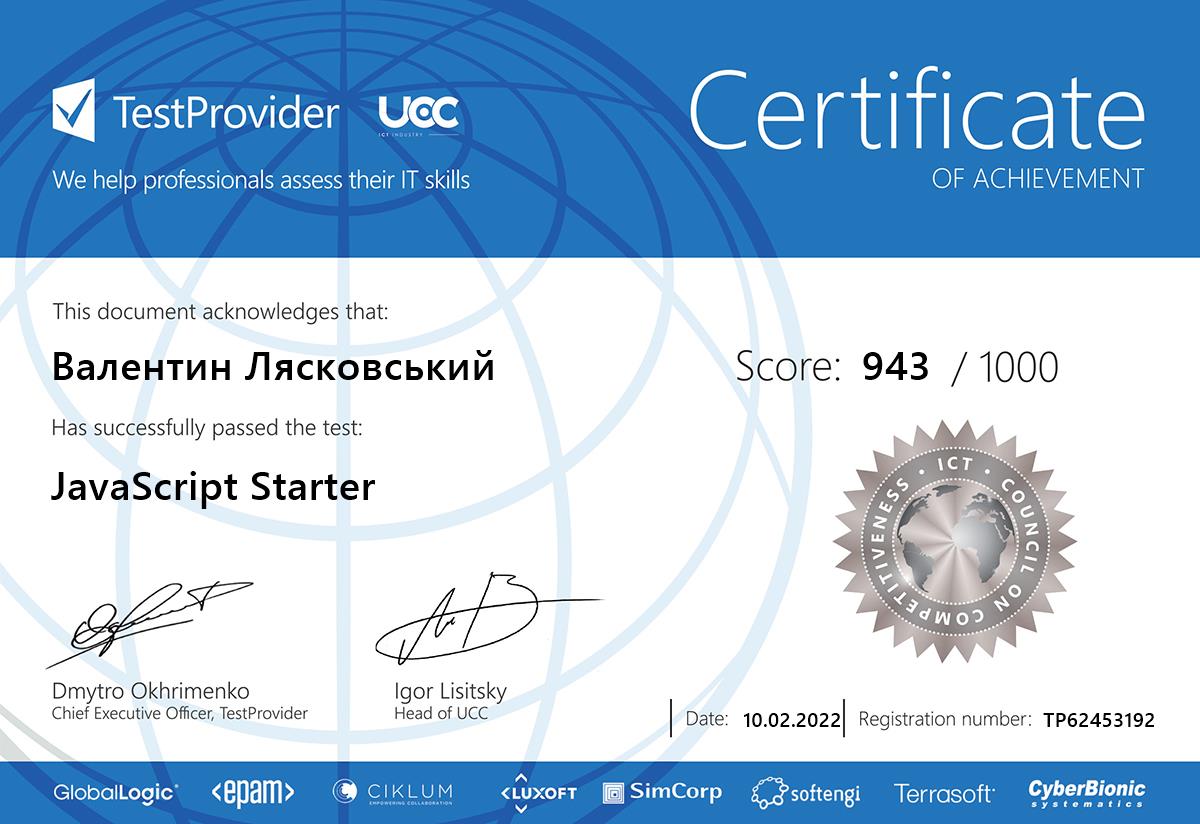 TestProvider
UCC
ICT INDUSTRY
We help professionals assess their IT skills
Certificate
OF ACHIEVEMENT
This document acknowledges that:
Валентин Лясковський
Score: 943 / 1000
Has successfully passed the test:
JavaScript Starter
ICT · COUNCIL ON COMPETITIVENESS ·
Dmytro Okhrimenko
Chief Executive Officer, TestProvider
Igor Lisitsky
Head of UCC
Date: 10.02.2022
Registration number: TP62453192
GlobalLogic®
<epam>
CIKLUM
EMPOWERING COLLABORATION
LUXOFT
SimCorp
softengi
Terrasoft
CyberBionic
systematics